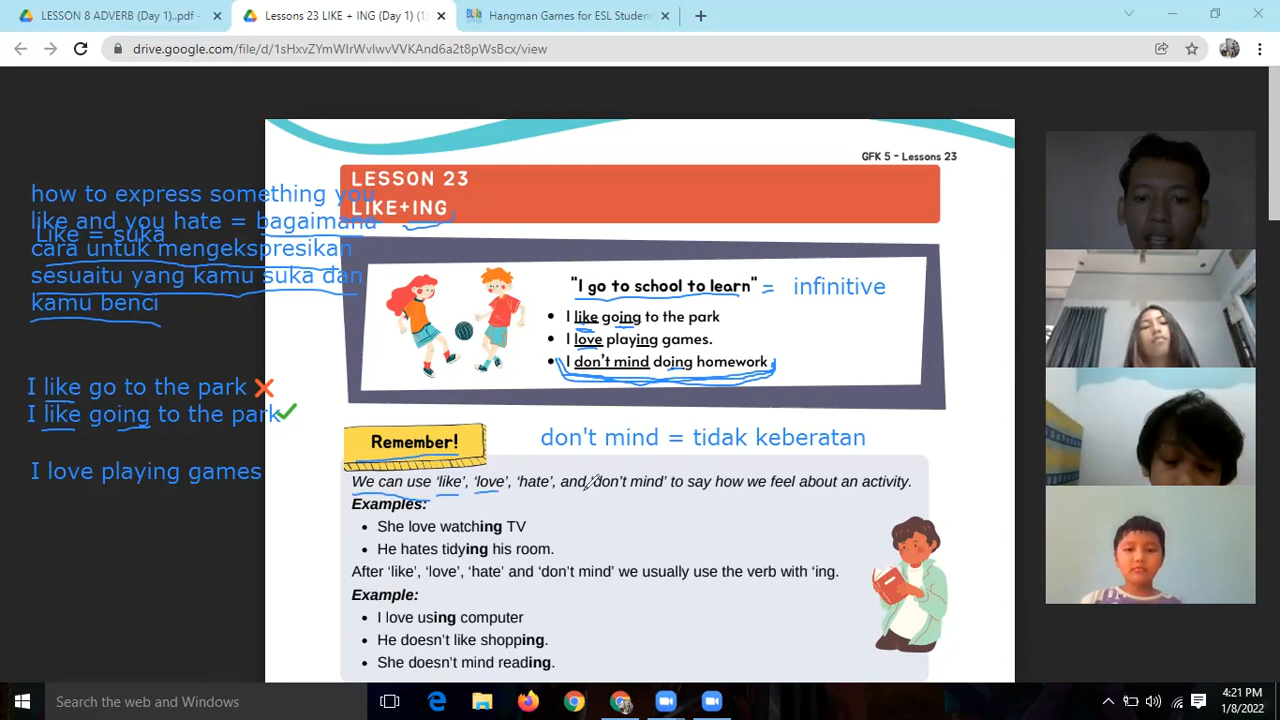 LESSON 8 ADVERB (Day 1)..pdf -
Lessons 23 LIKE + ING (Day 1) (1)
Hangman Games for ESL Student
drive.google.com/file/d/1sHxvZYmWIrWvIwvVVKAnd6a2t8pWsBcx/view
GFK 5 - Lessons 23
LESSON 23
LIKE+ING
how to express something you
like and you hate = bagaimana
Like = suka
cara untuk mengekspresikan
sesuaitu yang kamu suka dan
kamu benci
"I go to school to learn" = infinitive
I like going to the park
I love playing games.
I don't mind doing homework
I like go to the park ❌
I like going to the park ✓
I love playing games
Remember!
don't mind = tidak keberatan
We can use 'like', 'love', 'hate', and 'don't mind' to say how we feel about an activity.
Examples:
She love watching TV
He hates tidying his room.
After 'like', 'love', 'hate' and 'don't mind' we usually use the verb with 'ing.
Example:
I love using computer
He doesn't like shopping.
She doesn't mind reading.
Search the web and Windows
4:21 PM
1/8/2022